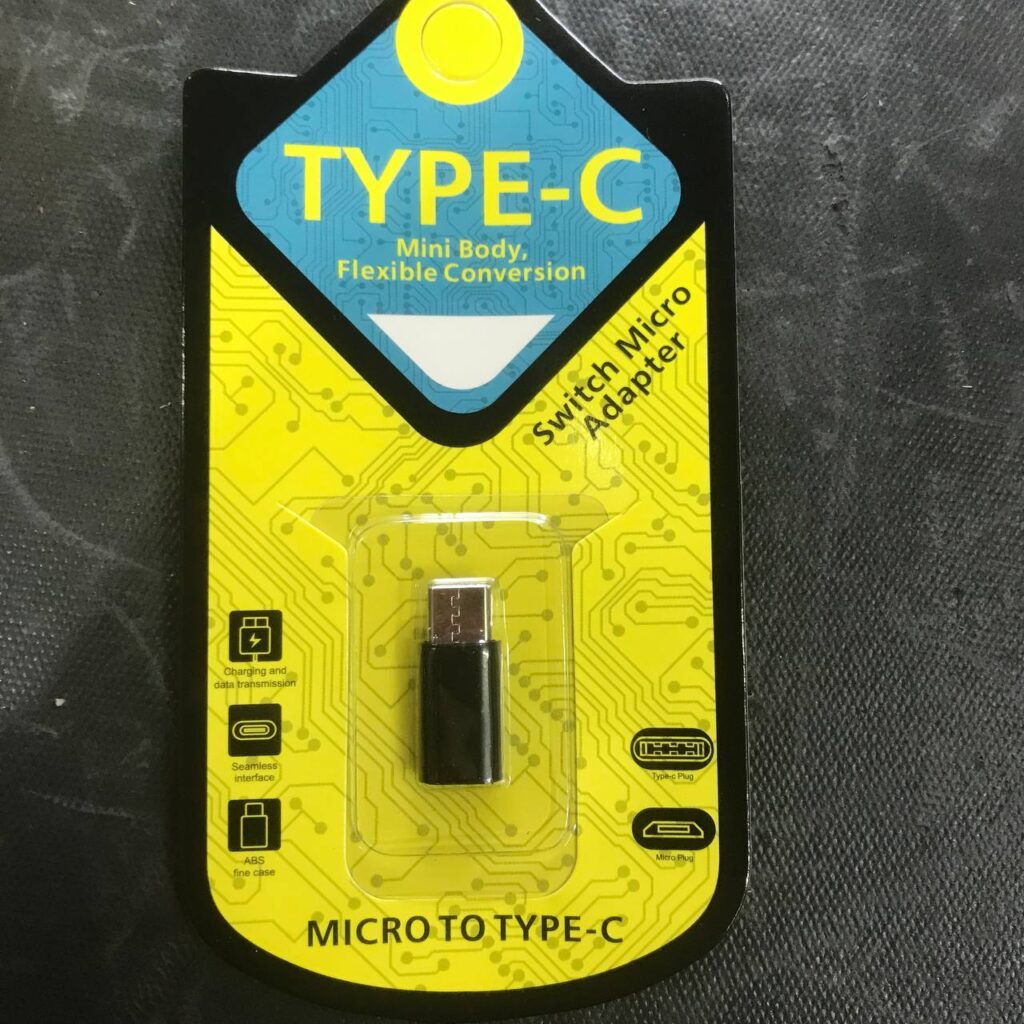 TYPE-C
Mini Body,
Flexible Conversion
Switch Micro
Adapter
Charging and
data transmission
Seamless
interface
ABS
fine case
Type-c Plug
Micro Plug
MICRO TO TYPE-C